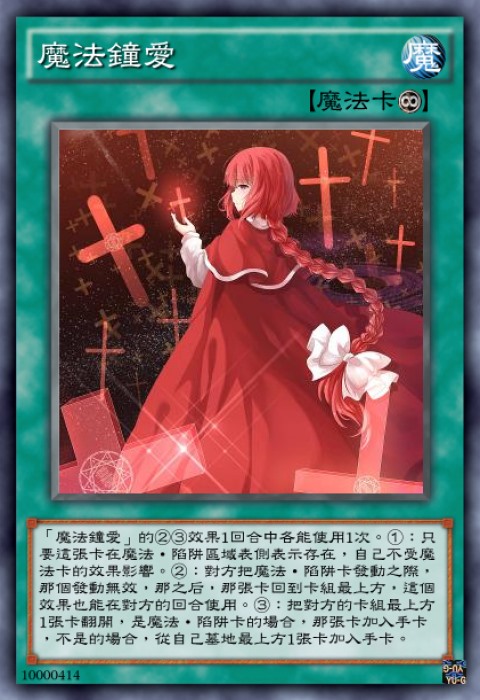 魔法鐘愛
魔
【魔法卡♾】
「魔法鐘愛」的②③效果1回合中各能使用1次。①：只
要這張卡在魔法·陷阱區域表側表示存在，自己不受魔
法卡的效果影響。②：對方把魔法·陷阱卡發動之際，
那個發動無效，那之后，那張卡回到卡組最上方，這個
效果也能在對方的回合使用。③：把對方的卡組最上方
1張卡翻開，是魔法·陷阱卡的場合，那張卡加入手卡
，不是的場合，從自己墓地最上方1張卡加入手卡。
10000414